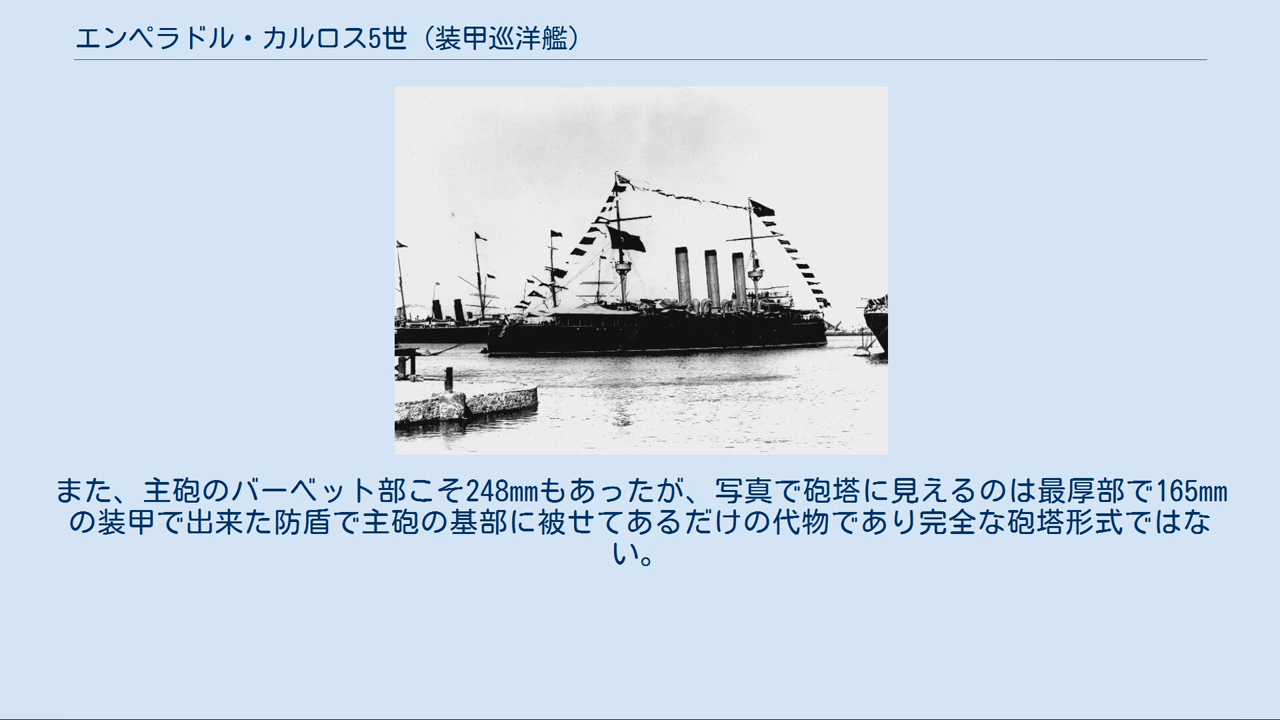 エンペラドル・カルロス5世（装甲巡洋艦）
また、主砲のバーベット部こそ248mmもあったが、写真で砲塔に見えるのは最厚部で165mm
の装甲で出来た防盾で主砲の基部に被せてあるだけの代物であり完全な砲塔形式ではな
い。